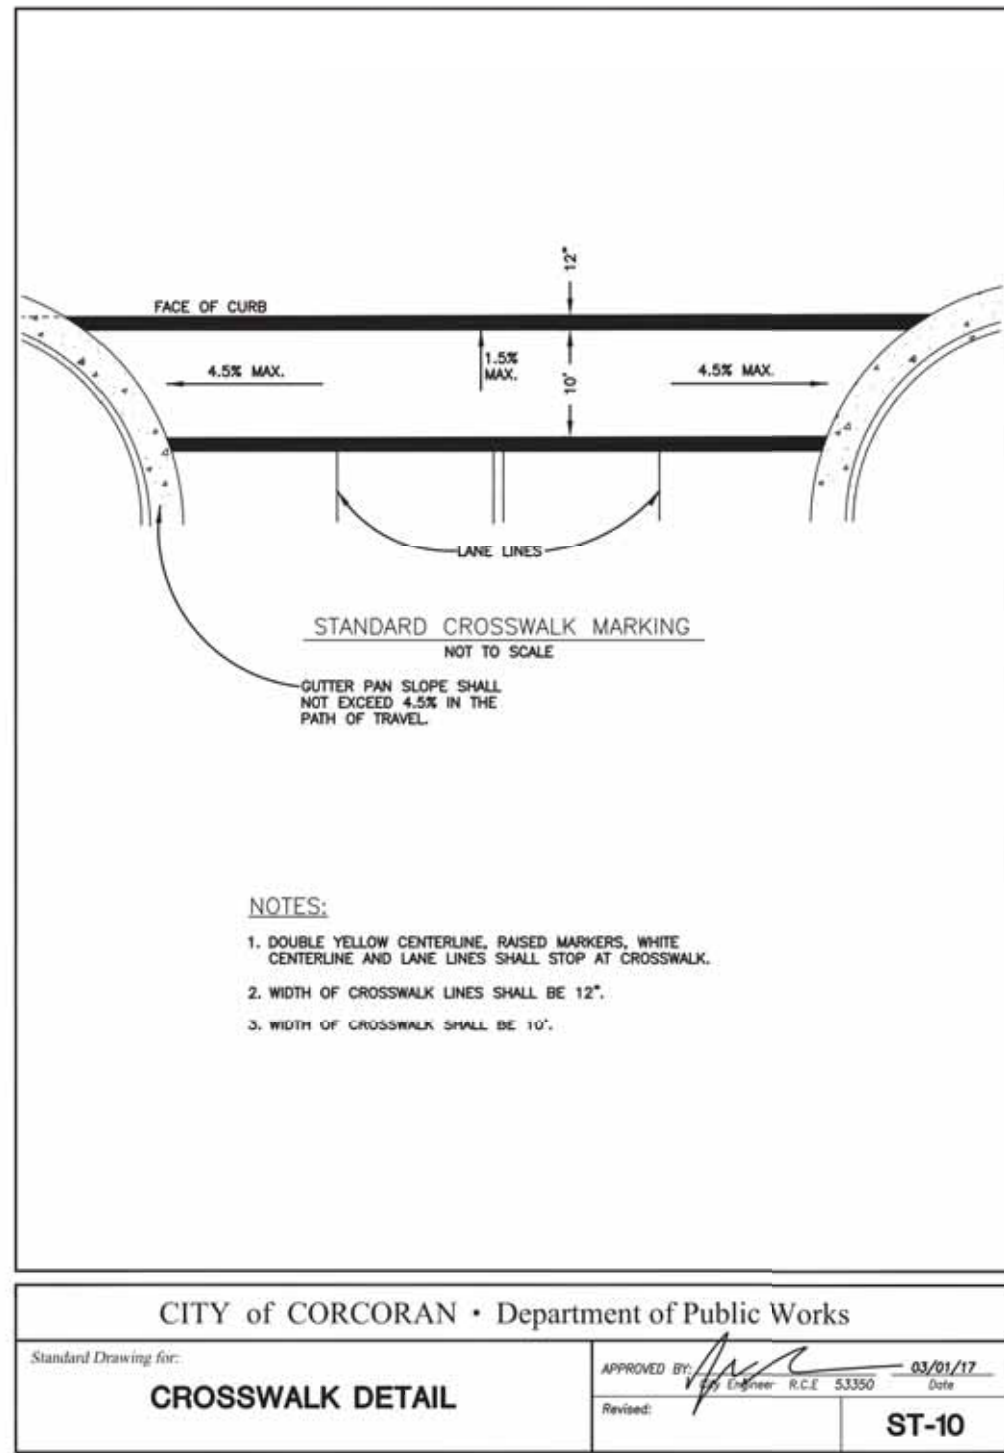 12"
FACE OF CURB
4.5% MAX.
1.5%
MAX.
10'
4.5% MAX.
LANE LINES
STANDARD CROSSWALK MARKING
NOT TO SCALE
GUTTER PAN SLOPE SHALL
NOT EXCEED 4.5% IN THE
PATH OF TRAVEL.
NOTES:
1. DOUBLE YELLOW CENTERLINE, RAISED MARKERS, WHITE
CENTERLINE AND LANE LINES SHALL STOP AT CROSSWALK.
2. WIDTH OF CROSSWALK LINES SHALL BE 12".
3. WIDTH OF CROSSWALK SHALL BE 10'.
CITY of CORCORAN • Department of Public Works
Standard Drawing for:
CROSSWALK DETAIL
APPROVED BY: 03/01/17
City Engineer R.C.E 53350 Date
Revised:
ST-10